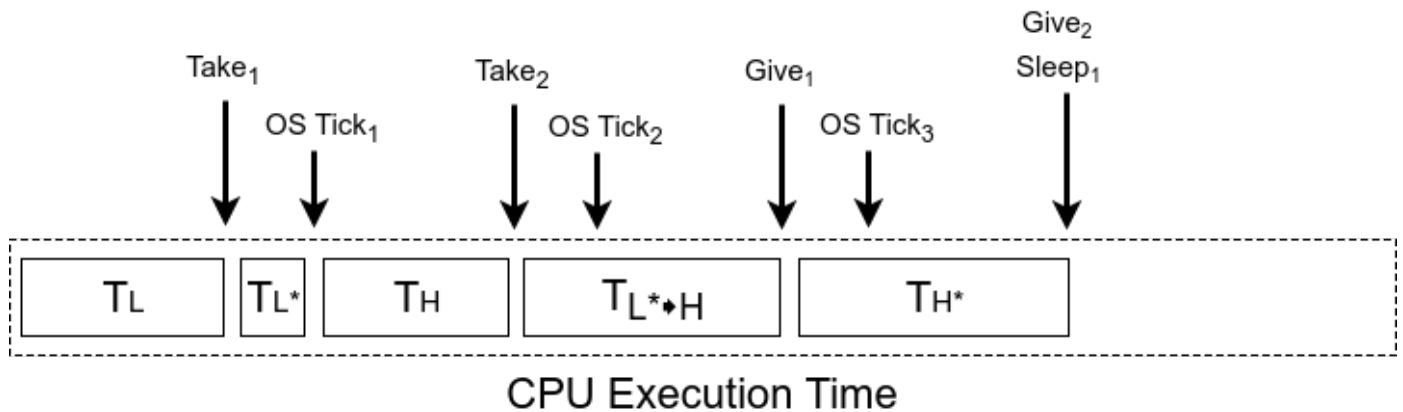 Give₂
Take₁ Take₂ Give₁ Sleep₁
OS Tick₁ OS Tick₂ OS Tick₃
TL TL* TH TL*➧H TH*
CPU Execution Time